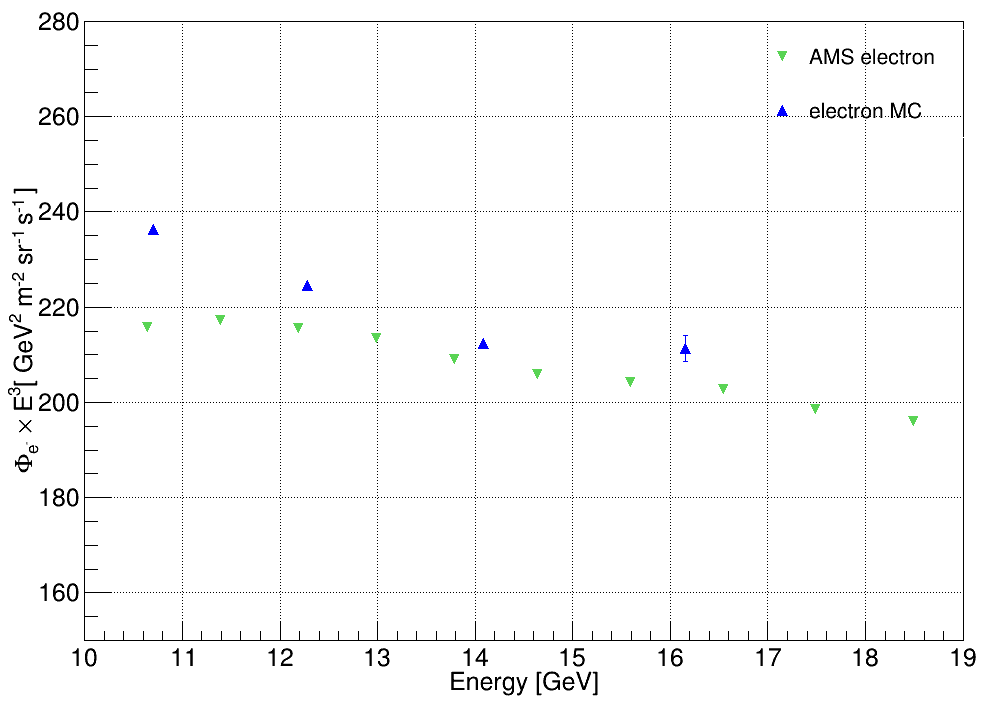 280
260
240
220
200
180
160
Φe- × E3[ GeV2 m-2 sr-1 s-1 ]
AMS electron
electron MC
10 11 12 13 14 15 16 17 18 19
Energy [GeV]